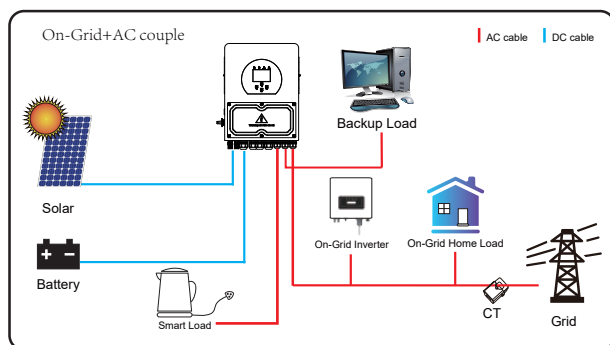 On-Grid+AC couple
AC cable
DC cable
Backup Load
Solar
On-Grid Inverter
On-Grid Home Load
Battery
Smart Load
CT
Grid